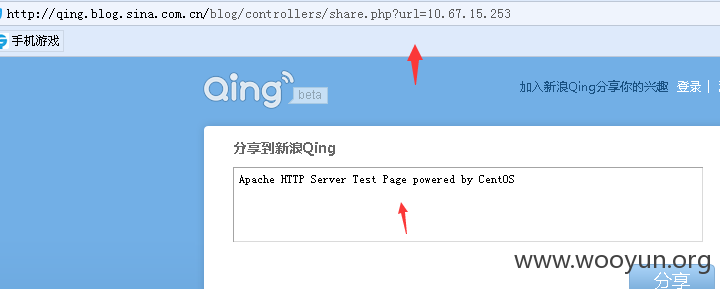 http://qing.blog.sina.com.cn/blog/controllers/share.php?url=10.67.15.253
手机游戏
Qing beta
加入新浪Qing分享你的兴趣 登录 |
分享到新浪Qing
Apache HTTP Server Test Page powered by CentOS
www.wooyun.org
分享